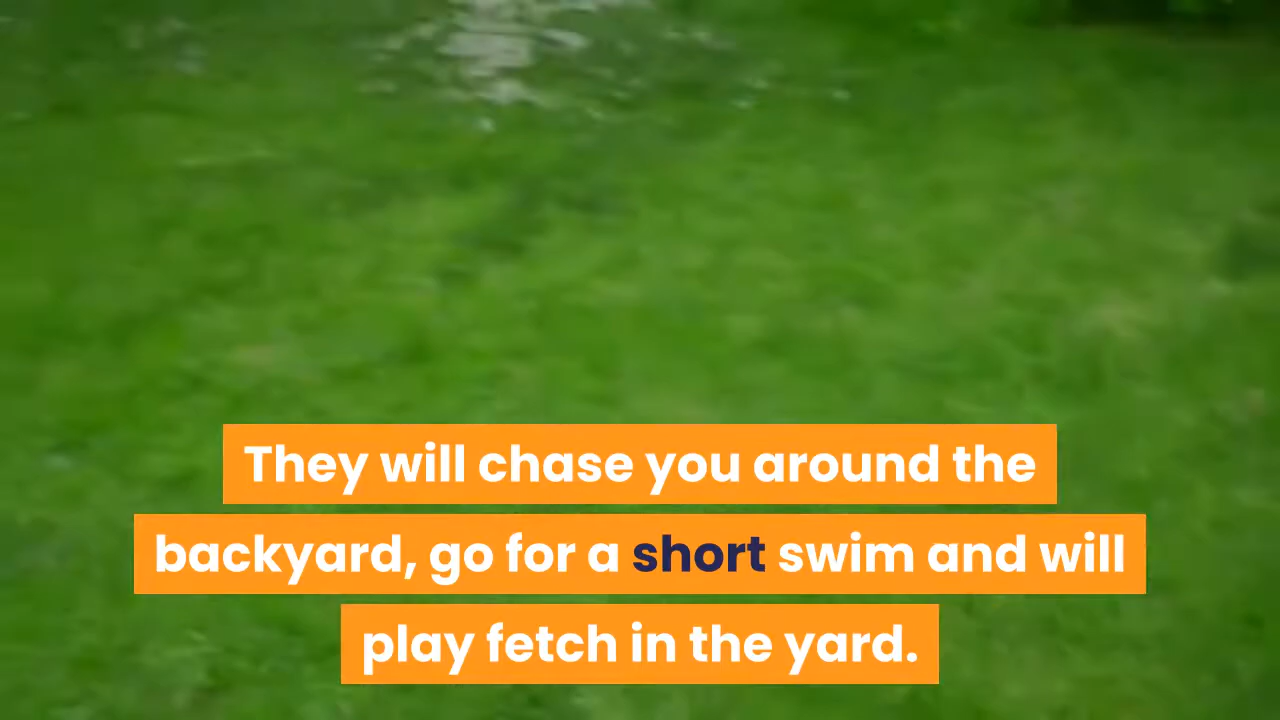 They will chase you around the
backyard, go for a short swim and will
play fetch in the yard.